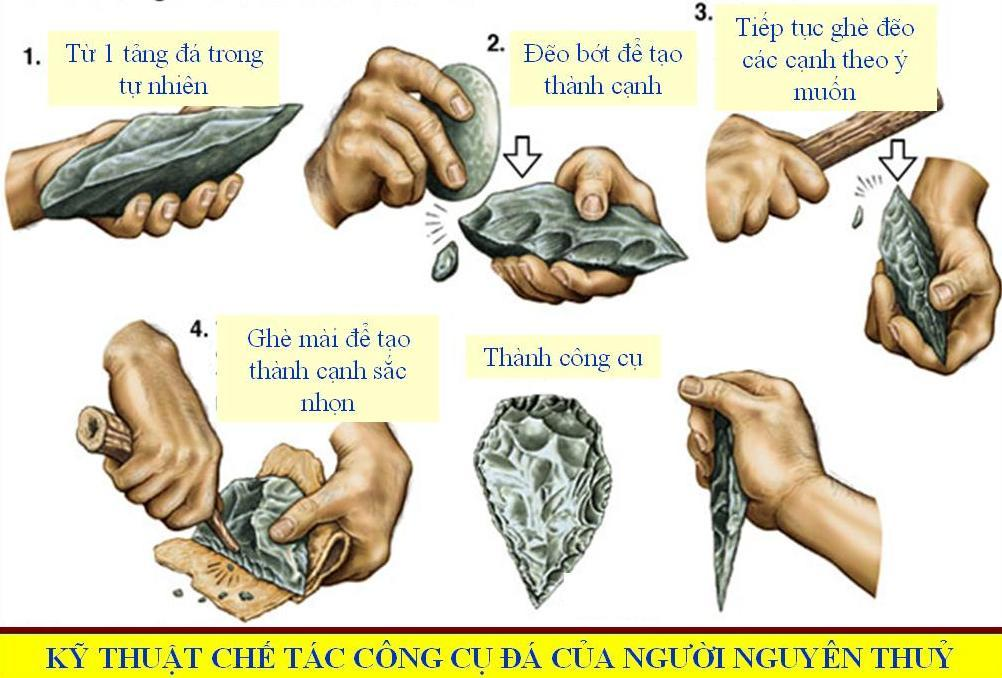 1.
Từ 1 tảng đá trong
tự nhiên
2.
Đẽo bớt để tạo
thành cạnh
3.
Tiếp tục ghè đẽo
các cạnh theo ý
muốn
4.
Ghè mài để tạo
thành cạnh sắc
nhọn
Thành công cụ
KỸ THUẬT CHẾ TÁC CÔNG CỤ ĐÁ CỦA NGƯỜI NGUYÊN THUỶ